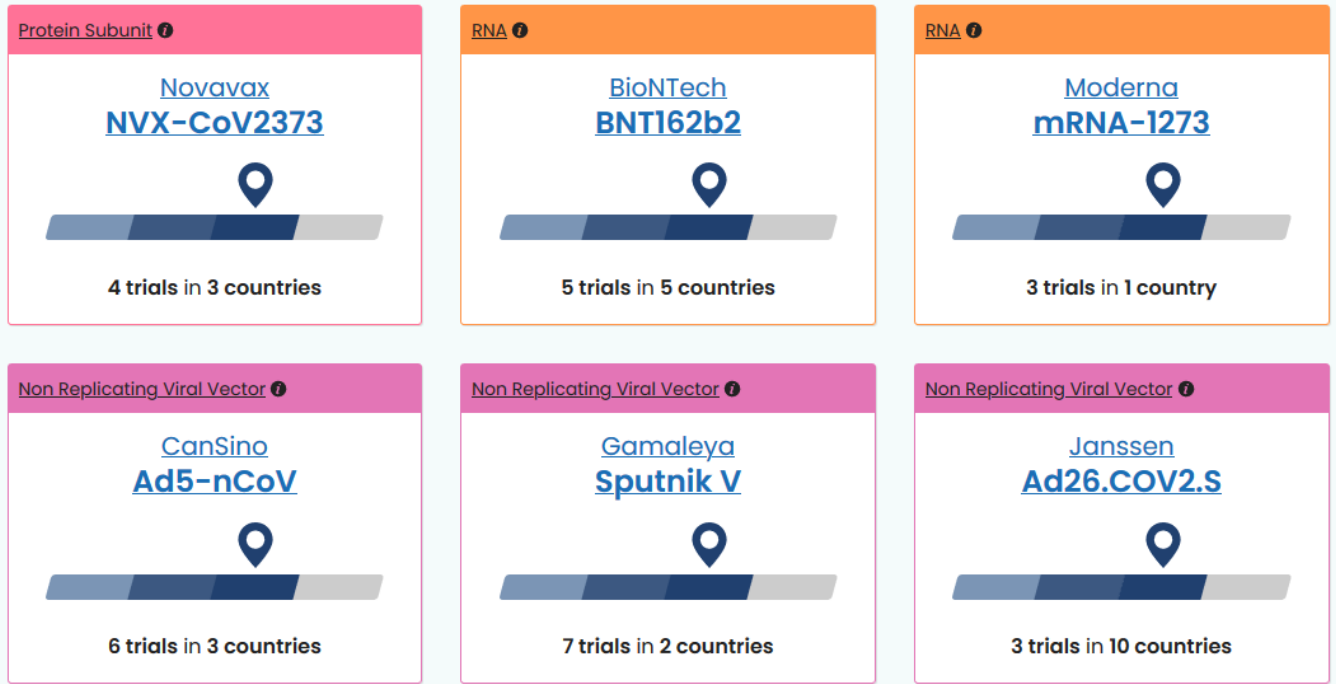 Protein Subunit
Novavax
NVX-CoV2373
4 trials in 3 countries
RNA
BioNTech
BNT162b2
5 trials in 5 countries
RNA
Moderna
mRNA-1273
3 trials in 1 country
Non Replicating Viral Vector
CanSino
Ad5-nCoV
6 trials in 3 countries
Non Replicating Viral Vector
Gamaleya
Sputnik V
7 trials in 2 countries
Non Replicating Viral Vector
Janssen
Ad26.COV2.S
3 trials in 10 countries